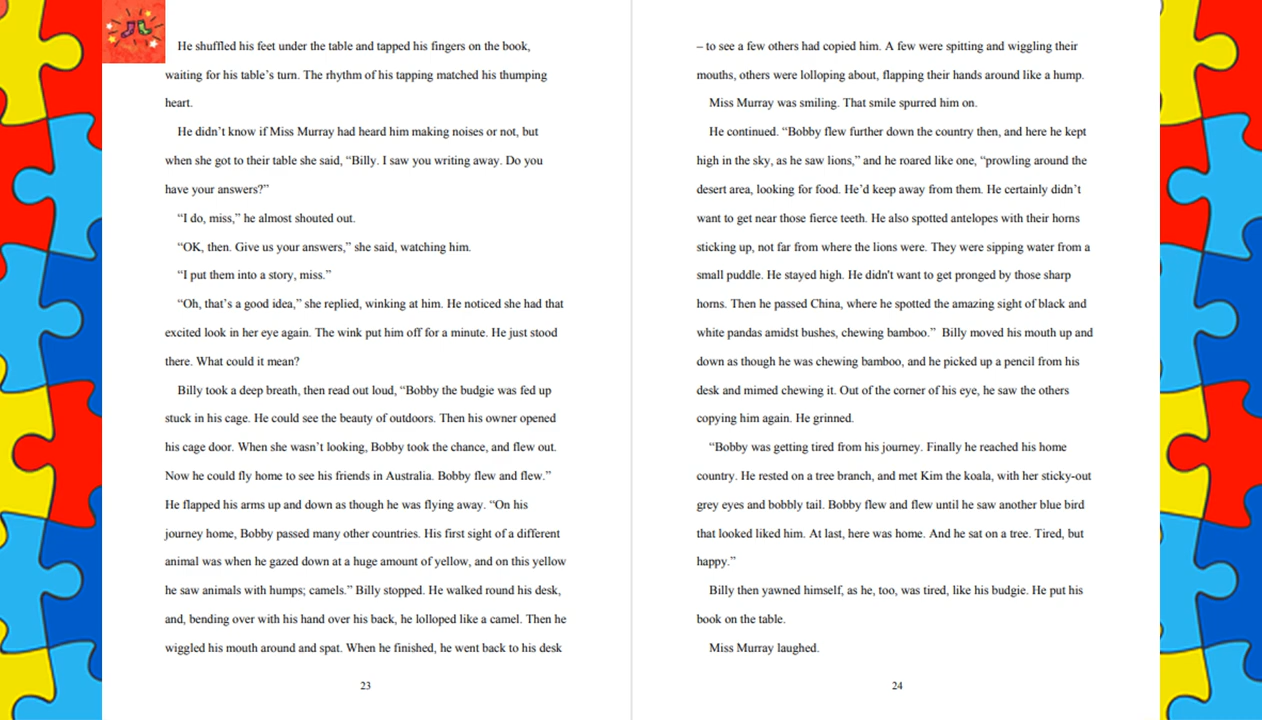 He shuffled his feet under the table and tapped his fingers on the book,
waiting for his table’s turn. The rhythm of his tapping matched his thumping
heart.
He didn’t know if Miss Murray had heard him making noises or not, but
when she got to their table she said, “Billy. I saw you writing away. Do you
have your answers?”
“I do, miss,” he almost shouted out.
“OK, then. Give us your answers,” she said, watching him.
“I put them into a story, miss.”
“Oh, that’s a good idea,” she replied, winking at him. He noticed she had that
excited look in her eye again. The wink put him off for a minute. He just stood
there. What could it mean?
Billy took a deep breath, then read out loud, “Bobby the budgie was fed up
stuck in his cage. He could see the beauty of outdoors. Then his owner opened
his cage door. When she wasn’t looking, Bobby took the chance, and flew out.
Now he could fly home to see his friends in Australia. Bobby flew and flew.”
He flapped his arms up and down as though he was flying away. “On his
journey home, Bobby passed many other countries. His first sight of a different
animal was when he gazed down at a huge amount of yellow, and on this yellow
he saw animals with humps; camels.” Billy stopped. He walked round his desk,
and, bending over with his hand over his back, he lolloped like a camel. Then he
wiggled his mouth around and spat. When he finished, he went back to his desk
23
– to see a few others had copied him. A few were spitting and wiggling their
mouths, others were lolloping about, flapping their hands around like a hump.
Miss Murray was smiling. That smile spurred him on.
He continued. “Bobby flew further down the country then, and here he kept
high in the sky, as he saw lions,” and he roared like one, “prowling around the
desert area, looking for food. He’d keep away from them. He certainly didn’t
want to get near those fierce teeth. He also spotted antelopes with their horns
sticking up, not far from where the lions were. They were sipping water from a
small puddle. He stayed high. He didn't want to get pronged by those sharp
horns. Then he passed China, where he spotted the amazing sight of black and
white pandas amidst bushes, chewing bamboo.” Billy moved his mouth up and
down as though he was chewing bamboo, and he picked up a pencil from his
desk and mimed chewing it. Out of the corner of his eye, he saw the others
copying him again. He grinned.
“Bobby was getting tired from his journey. Finally he reached his home
country. He rested on a tree branch, and met Kim the koala, with her sticky-out
grey eyes and bobbly tail. Bobby flew and flew until he saw another blue bird
that looked liked him. At last, here was home. And he sat on a tree. Tired, but
happy.”
Billy then yawned himself, as he, too, was tired, like his budgie. He put his
book on the table.
Miss Murray laughed.
24